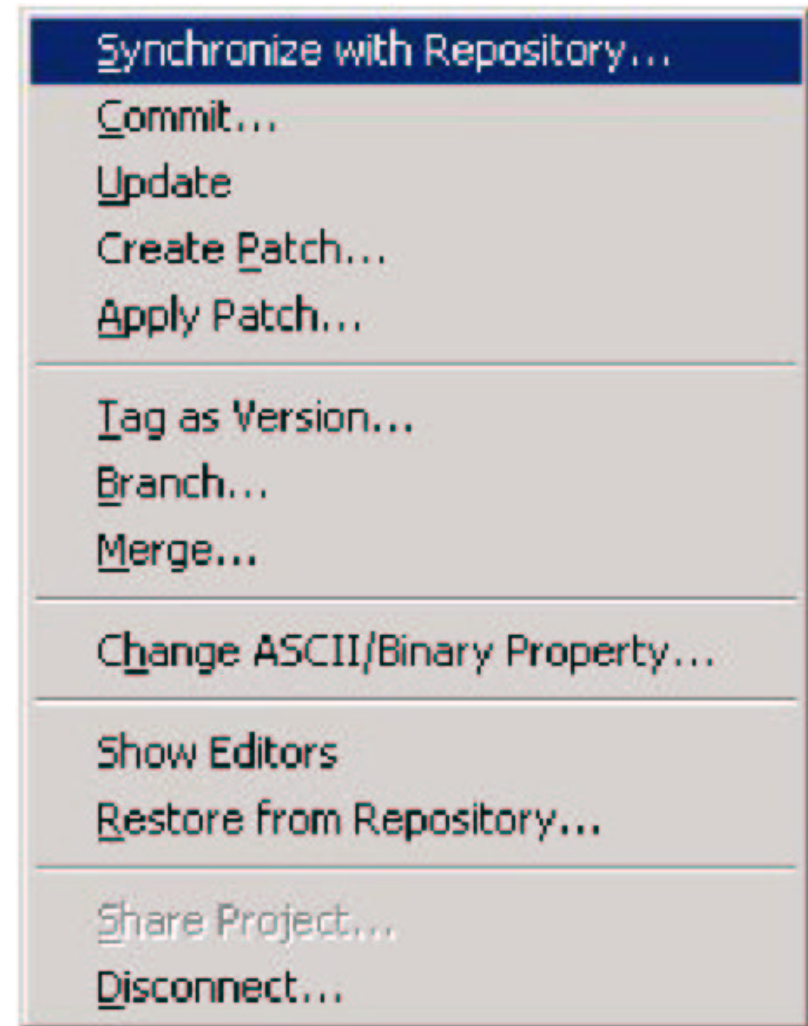 Synchronize with Repository...
Commit...
Update
Create Patch...
Apply Patch...
Tag as Version...
Branch...
Merge...
Change ASCII/Binary Property...
Show Editors
Restore from Repository...
Share Project...
Disconnect...